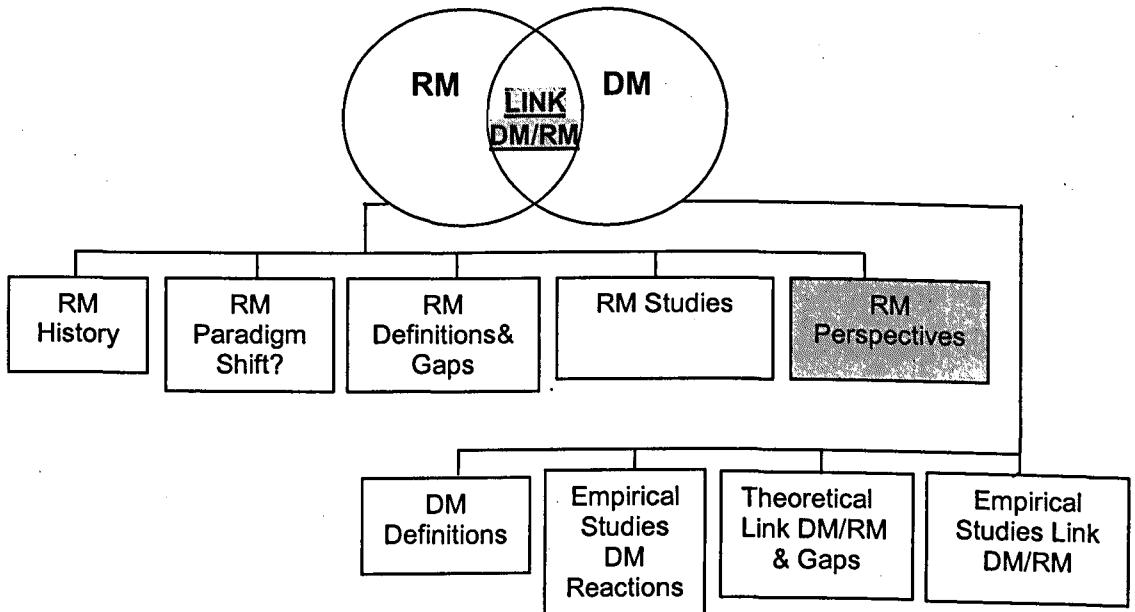 RM
DM
LINK
DM/RM
RM
History
RM
Paradigm
Shift?
RM
Definitions&
Gaps
RM Studies
RM
Perspectives
DM
Definitions
Empirical
Studies
DM
Reactions
Theoretical
Link DM/RM
& Gaps
Empirical
Studies Link
DM/RM